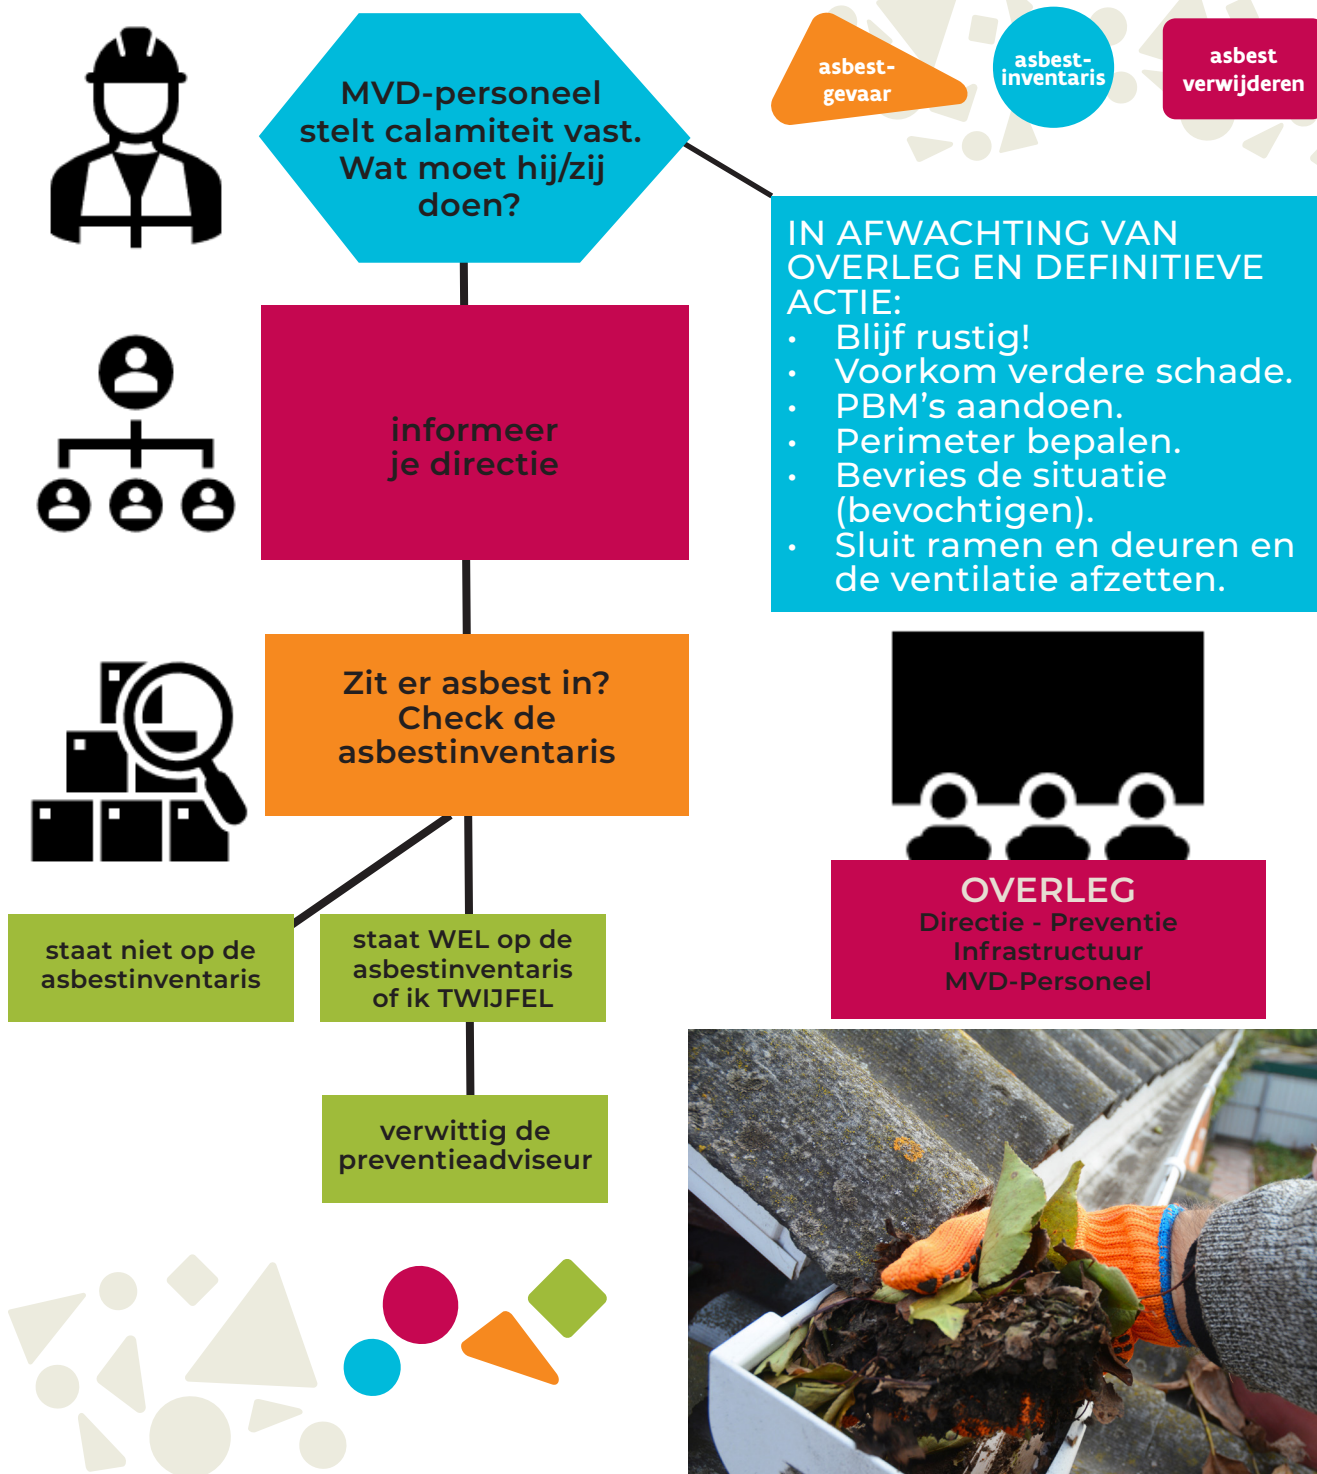 MVD-personeel
stelt calamiteit vast.
Wat moet hij/zij
doen?
asbest-
gevaar
asbest-
inventaris
asbest
verwijderen
IN AFWACHTING VAN
OVERLEG EN DEFINITIEVE
ACTIE:
• Blijf rustig!
• Voorkom verdere schade.
• PBM's aandoen.
• Perimeter bepalen.
• Bevries de situatie
(bevochtigen).
• Sluit ramen en deuren en
de ventilatie afzetten.
informeer
je directie
Zit er asbest in?
Check de
asbestinventaris
staat niet op de
asbestinventaris
staat WEL op de
asbestinventaris
of ik TWIJFEL
verwittig de
preventieadviseur
OVERLEG
Directie - Preventie
Infrastructuur
MVD-Personeel